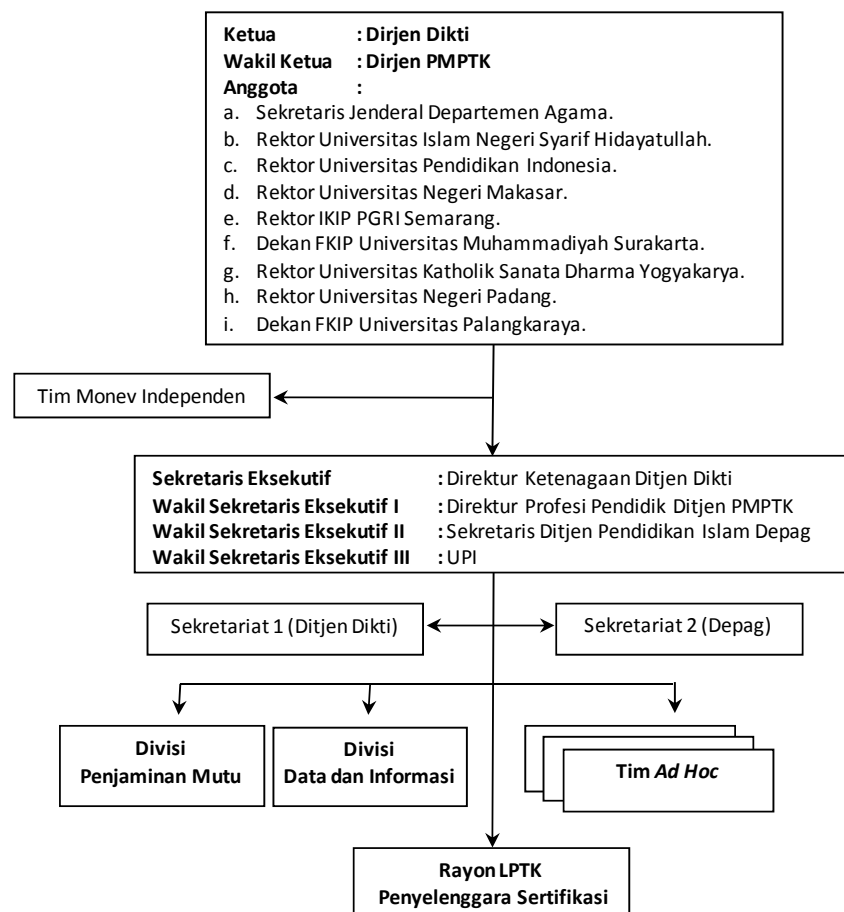 Ketua : Dirjen Dikti
Wakil Ketua : Dirjen PMPTK
Anggota :
a. Sekretaris Jenderal Departemen Agama.
b. Rektor Universitas Islam Negeri Syarif Hidayatullah.
c. Rektor Universitas Pendidikan Indonesia.
d. Rektor Universitas Negeri Makasar.
e. Rektor IKIP PGRI Semarang.
f. Dekan FKIP Universitas Muhammadiyah Surakarta.
g. Rektor Universitas Katholik Sanata Dharma Yogyakarya.
h. Rektor Universitas Negeri Padang.
i. Dekan FKIP Universitas Palangkaraya.
Tim Monev Independen
Sekretaris Eksekutif : Direktur Ketenagaan Ditjen Dikti
Wakil Sekretaris Eksekutif I : Direktur Profesi Pendidik Ditjen PMPTK
Wakil Sekretaris Eksekutif II : Sekretaris Ditjen Pendidikan Islam Depag
Wakil Sekretaris Eksekutif III : UPI
Sekretariat 1 (Ditjen Dikti)
Sekretariat 2 (Depag)
Divisi
Penjaminan Mutu
Divisi
Data dan Informasi
Tim Ad Hoc
Rayon LPTK
Penyelenggara Sertifikasi